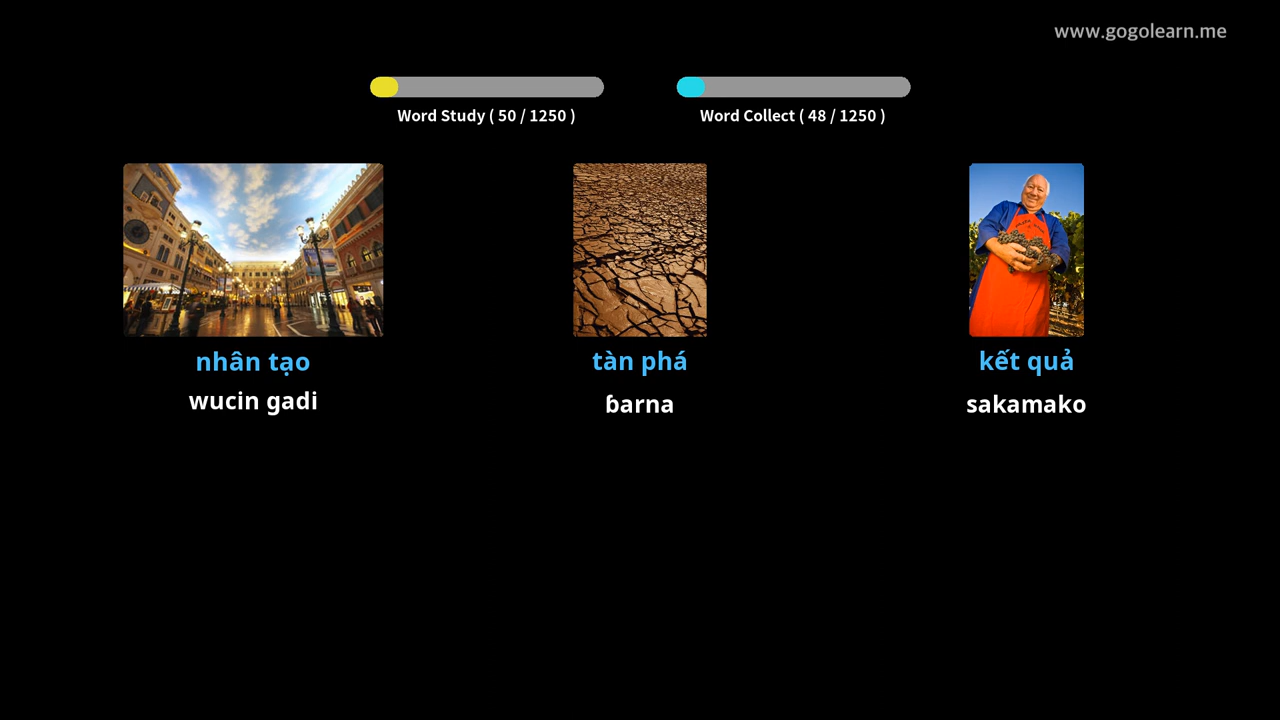 www.gogolearn.me
Word Study ( 50 / 1250 )
Word Collect ( 48 / 1250 )
nhân tạo
wucin gadi
tàn phá
ɓarna
kết quả
sakamako